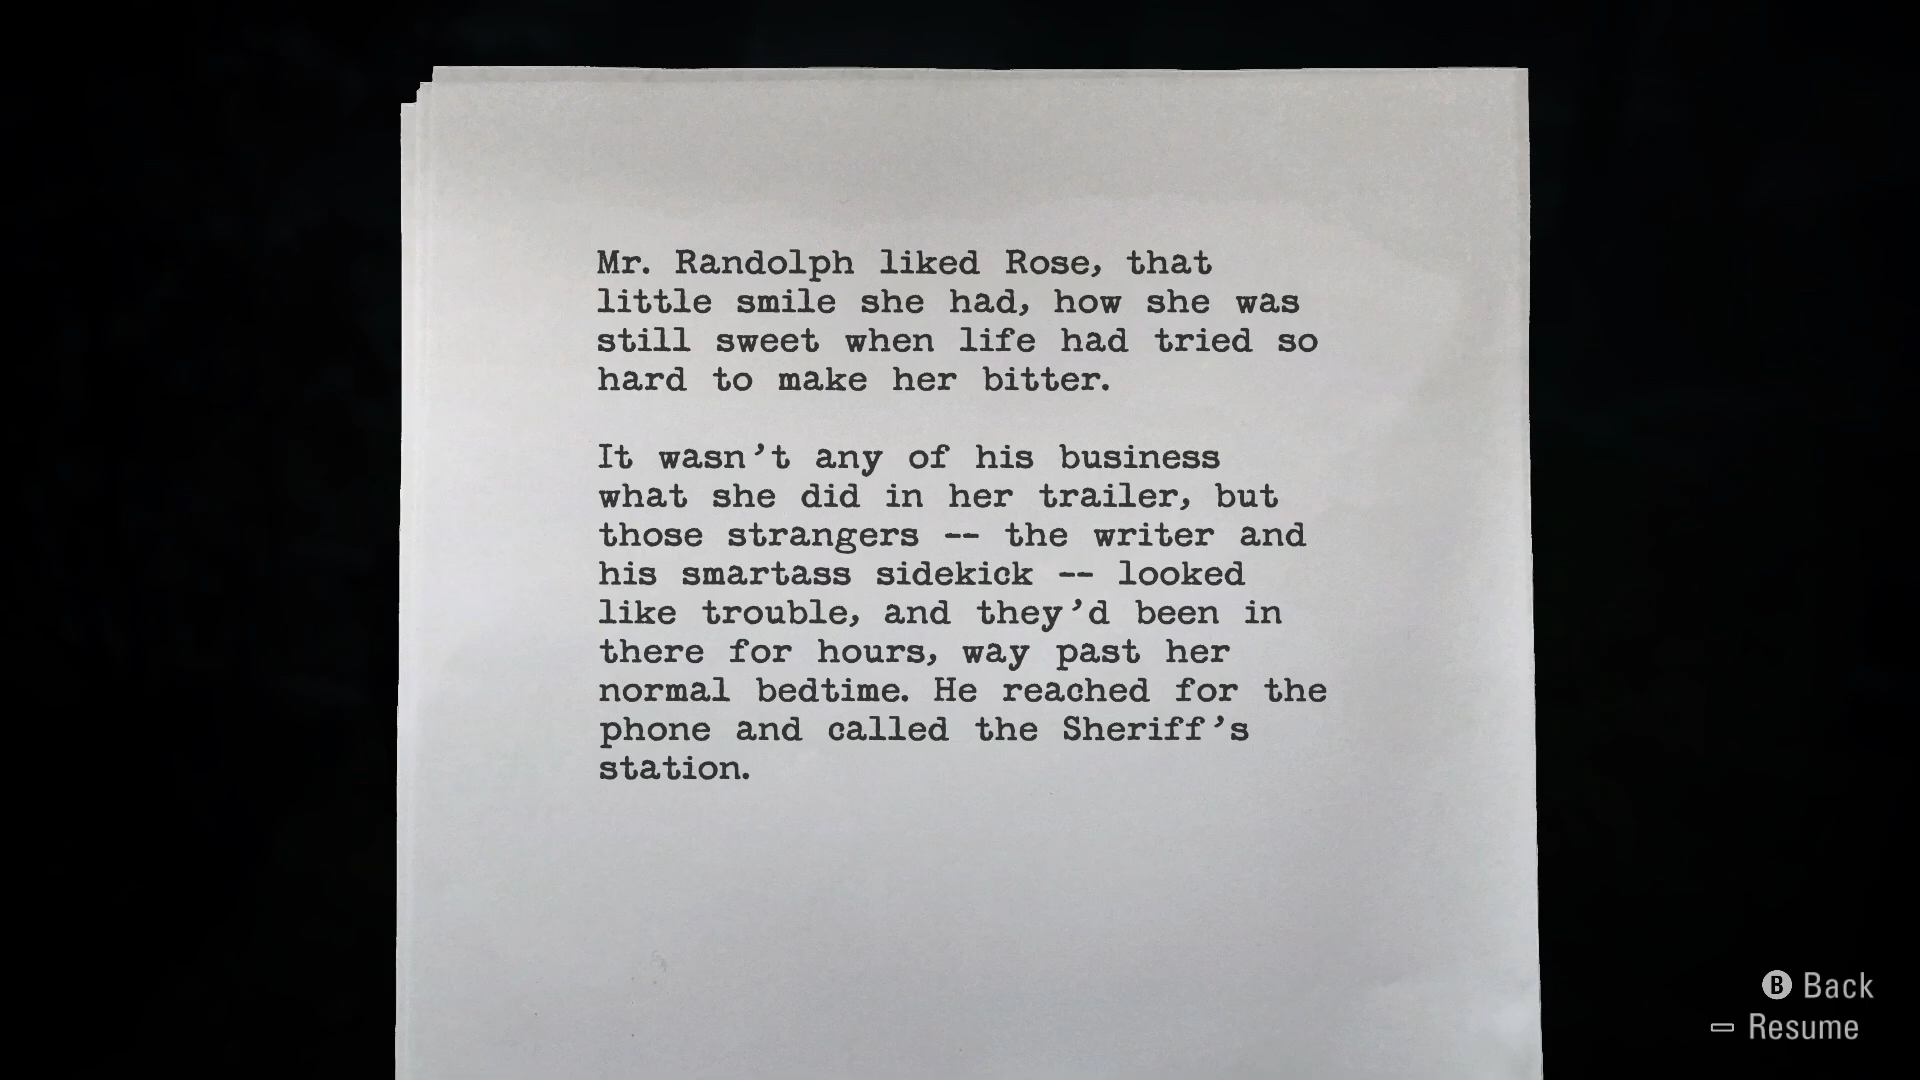 Mr. Randolph liked Rose, that
little smile she had, how she was
still sweet when life had tried so
hard to make her bitter.
It wasn't any of his business
what she did in her trailer, but
those strangers -- the writer and
his smartass sidekick -- looked
like trouble, and they'd been in
there for hours, way past her
normal bedtime. He reached for the
phone and called the Sheriff's
station.
B Back
Resume